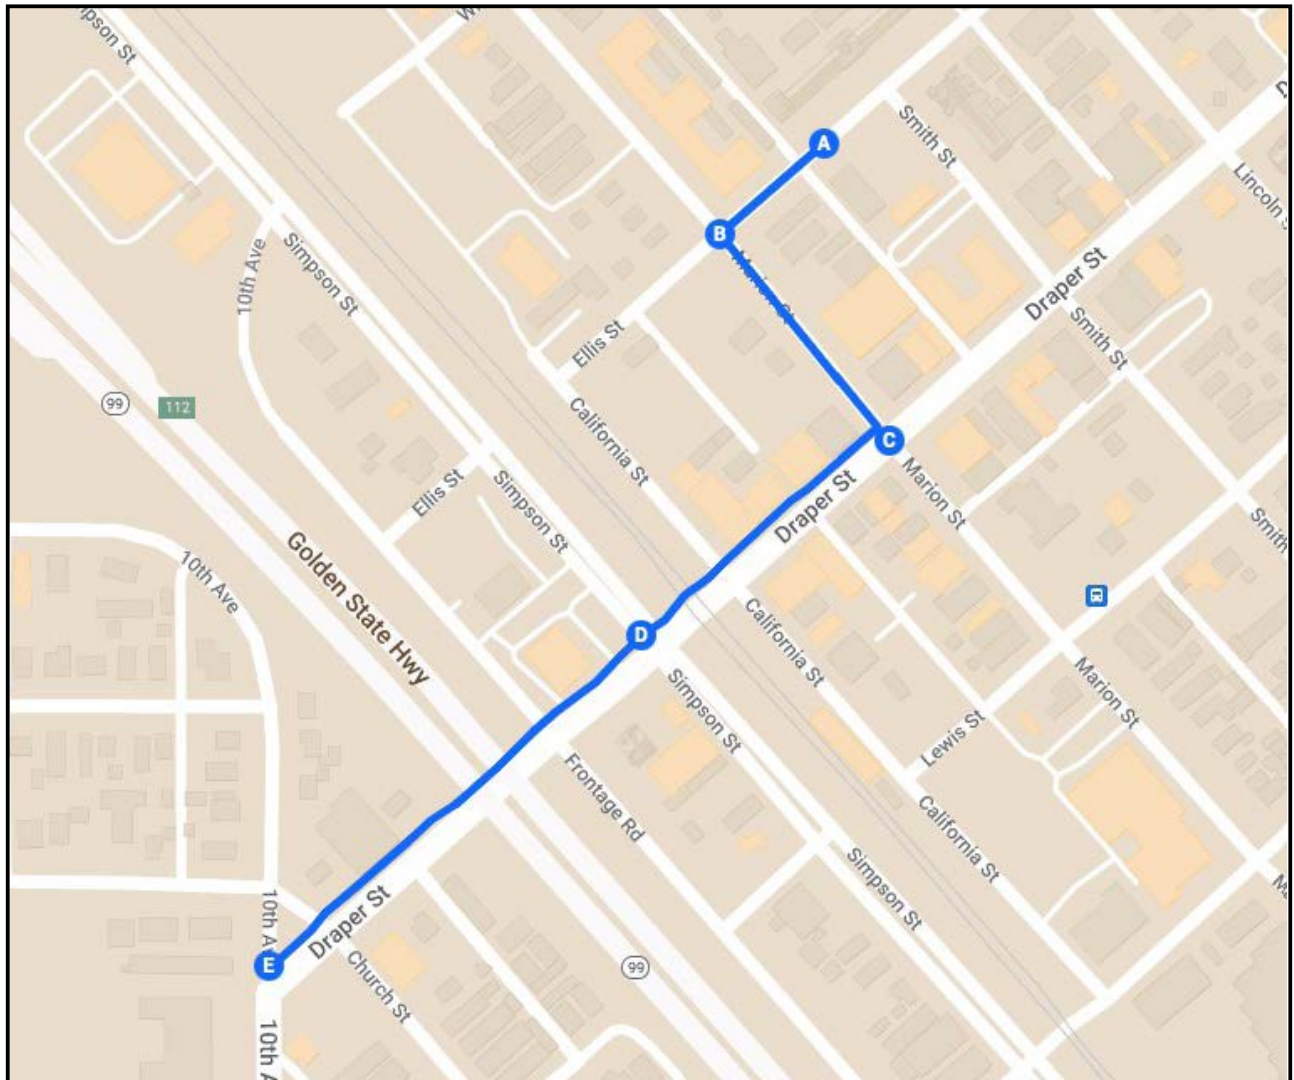 pson St
W
A
Smith St
D
Lincoln S
B
Marion St
10th Ave
Simpson St
Draper St
Ellis St
Smith St
99
112
California St
C
Marion St
Ellis St
Simpson St
Draper St
Smith
Golden State Hwy
10th Ave
D
California St
Simpson St
Marion St
Lewis St
Frontage Rd
California St
Simpson St
Ma
10th A
Draper St
E
Church St
99
10th A